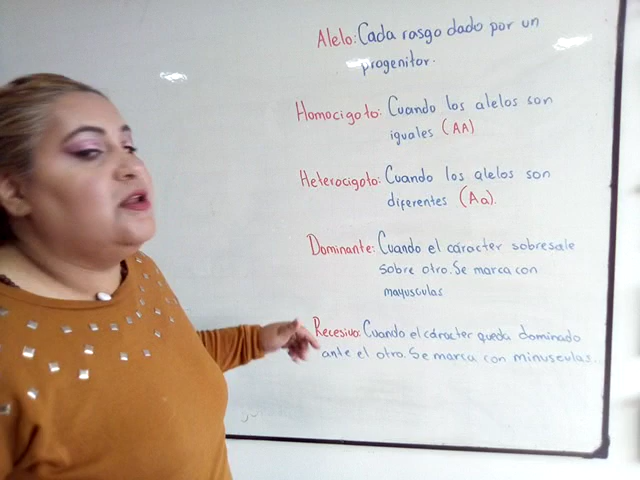 Alelo: Cada rasgo dado por un
progenitor.
Homocigoto: Cuando los alelos son
iguales (AA)
Heterocigoto: Cuando los alelos son
diferentes (Aa).
Dominante: Cuando el carácter sobresale
sobre otro. Se marca con
mayusculas
Recesivo: Cuando el cáracter queda dominado
ante el otro. Se marca con minusculas..